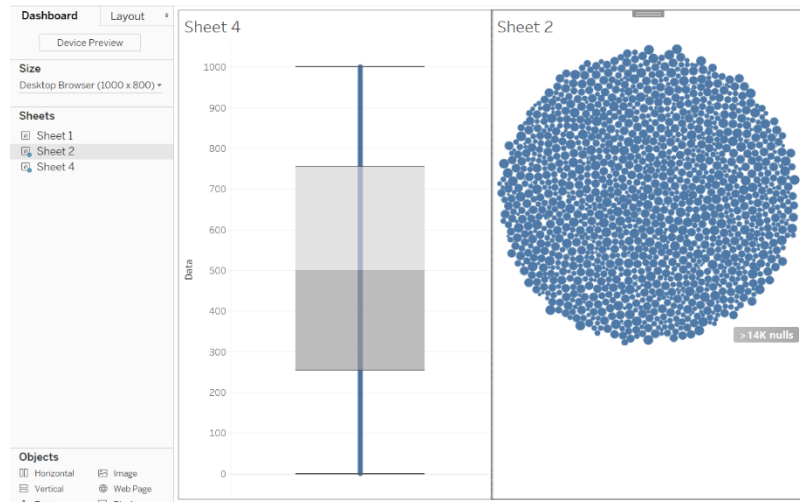 Dashboard
Layout
Device Preview
Size
Desktop Browser (1000 x 800)
Sheets
Sheet 1
Sheet 2
Sheet 4
Objects
Horizontal
Image
Vertical
Web Page
Sheet 4
1000
900
800
700
600
500
400
300
200
100
0
Data
Sheet 2
>14K nulls